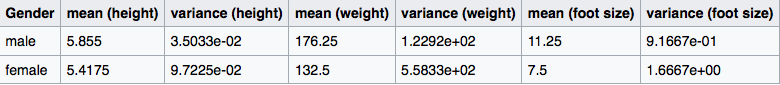 Gender mean (height) variance (height) mean (weight) variance (weight) mean (foot size) variance (foot size)
male 5.855 3.5033e-02 176.25 1.2292e+02 11.25 9.1667e-01
female 5.4175 9.7225e-02 132.5 5.5833e+02 7.5 1.6667e+00